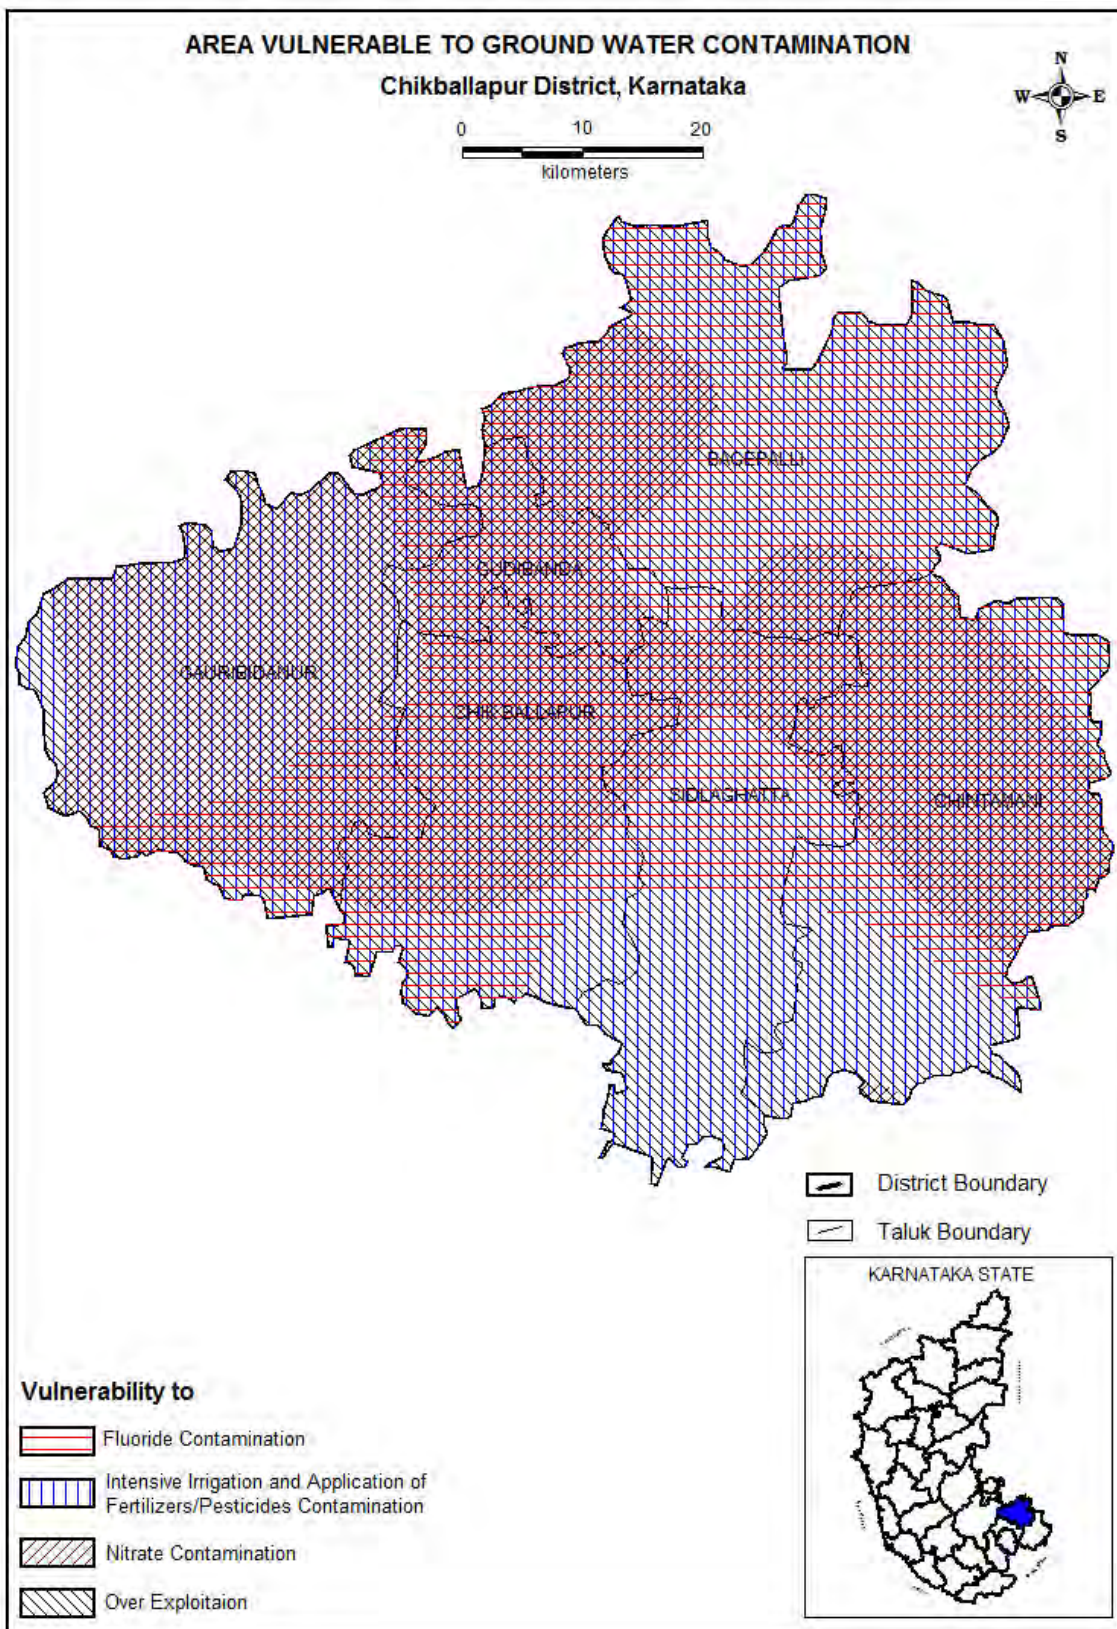 AREA VULNERABLE TO GROUND WATER CONTAMINATION
Chikballapur District, Karnataka
N
W E
S
0 10 20
kilometers
BAGEPALLI
GUDIBANDA
GAURIBIDANUR
CHIK BALLAPUR
SIDLAGHATTA
CHINTAMANI
District Boundary
Taluk Boundary
KARNATAKA STATE
Vulnerability to
Fluoride Contamination
Intensive Irrigation and Application of
Fertilizers/Pesticides Contamination
Nitrate Contamination
Over Exploitaion